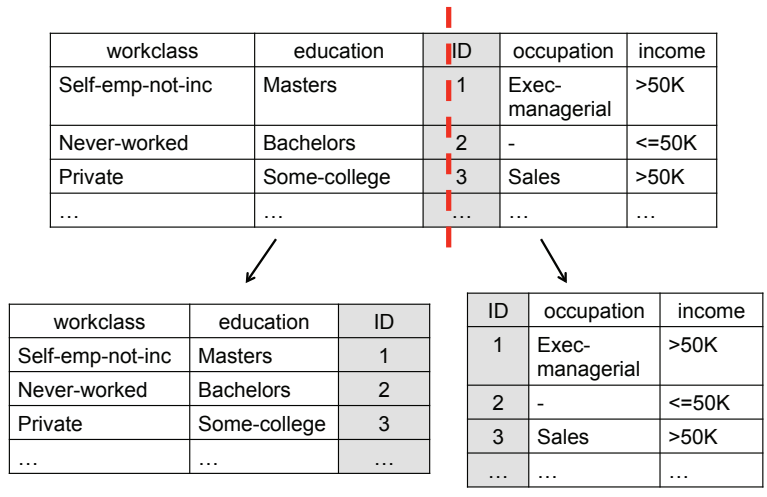 workclass education ID occupation income
Self-emp-not-inc Masters 1 Exec- >50K
managerial
Never-worked Bachelors 2 - <=50K
Private Some-college 3 Sales >50K
… … … … …
workclass education ID
Self-emp-not-inc Masters 1
Never-worked Bachelors 2
Private Some-college 3
… … …
ID occupation income
1 Exec- >50K
managerial
2 - <=50K
3 Sales >50K
… … …